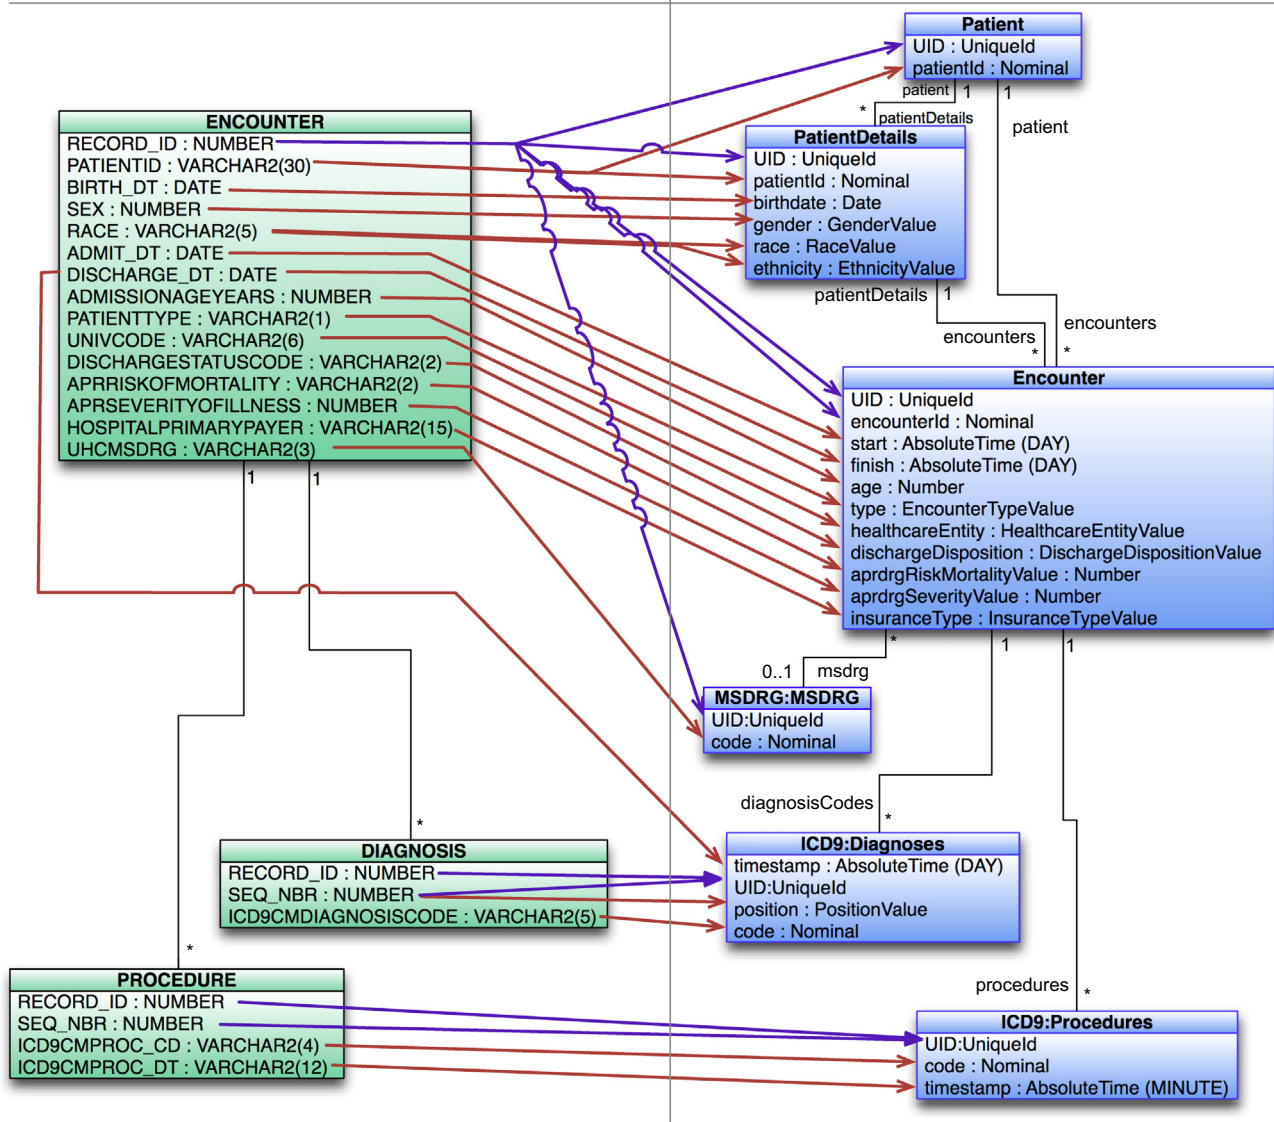 Patient
UID : UniqueId
patientId : Nominal
patient
1
1
*
patientDetails
patient
ENCOUNTER
RECORD_ID : NUMBER
PATIENTID : VARCHAR2(30)
BIRTH_DT : DATE
SEX : NUMBER
RACE : VARCHAR2(5)
ADMIT_DT : DATE
DISCHARGE_DT : DATE
ADMISSIONAGEYEARS : NUMBER
PATIENTTYPE : VARCHAR2(1)
UNIVCODE : VARCHAR2(6)
DISCHARGESTATUSCODE : VARCHAR2(2)
APRRISKOFMORTALITY : VARCHAR2(2)
APRSEVERITYOFILLNESS : NUMBER
HOSPITALPRIMARYPAYER : VARCHAR2(15)
UHCMSDRG : VARCHAR2(3)
1
1
PatientDetails
UID : UniqueId
patientId : Nominal
birthdate : Date
gender : GenderValue
race : RaceValue
ethnicity : EthnicityValue
patientDetails
1
encounters
encounters
*
*
Encounter
UID : UniqueId
encounterId : Nominal
start : AbsoluteTime (DAY)
finish : AbsoluteTime (DAY)
age : Number
type : EncounterTypeValue
healthcareEntity : HealthcareEntityValue
dischargeDisposition : DischargeDispositionValue
aprdrgRiskMortalityValue : Number
aprdrgSeverityValue : Number
insuranceType : InsuranceTypeValue
*
1
1
0..1
msdrg
MSDRG:MSDRG
UID:UniqueId
code : Nominal
diagnosisCodes
*
*
DIAGNOSIS
RECORD_ID : NUMBER
SEQ_NBR : NUMBER
ICD9CMDIAGNOSISCODE : VARCHAR2(5)
ICD9:Diagnoses
timestamp : AbsoluteTime (DAY)
UID:UniqueId
position : PositionValue
code : Nominal
*
PROCEDURE
RECORD_ID : NUMBER
SEQ_NBR : NUMBER
ICD9CMPROC_CD : VARCHAR2(4)
ICD9CMPROC_DT : VARCHAR2(12)
procedures
*
ICD9:Procedures
UID:UniqueId
code : Nominal
timestamp : AbsoluteTime (MINUTE)